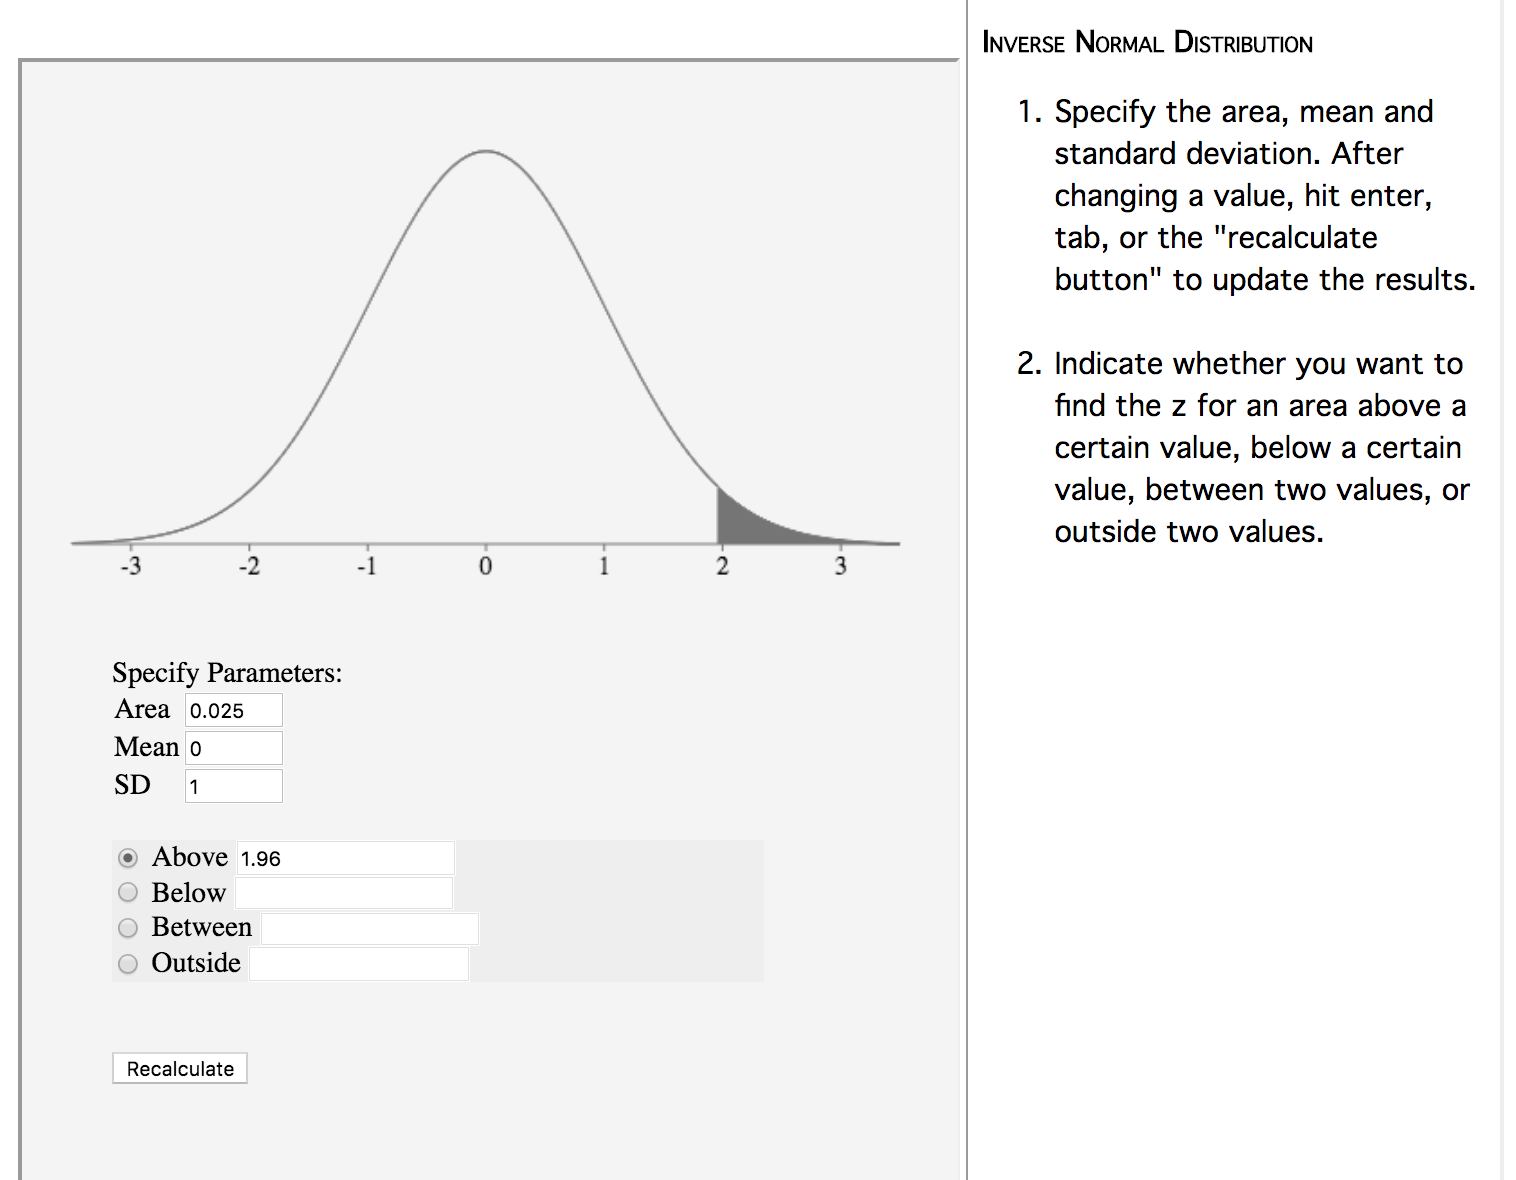 INVERSE NORMAL DISTRIBUTION
1. Specify the area, mean and
standard deviation. After
changing a value, hit enter,
tab, or the "recalculate
button" to update the results.
2. Indicate whether you want to
find the z for an area above a
certain value, below a certain
value, between two values, or
outside two values.
-3 -2 -1 0 1 2 3
Specify Parameters:
Area 0.025
Mean 0
SD 1
Above 1.96
Below
Between
Outside
Recalculate